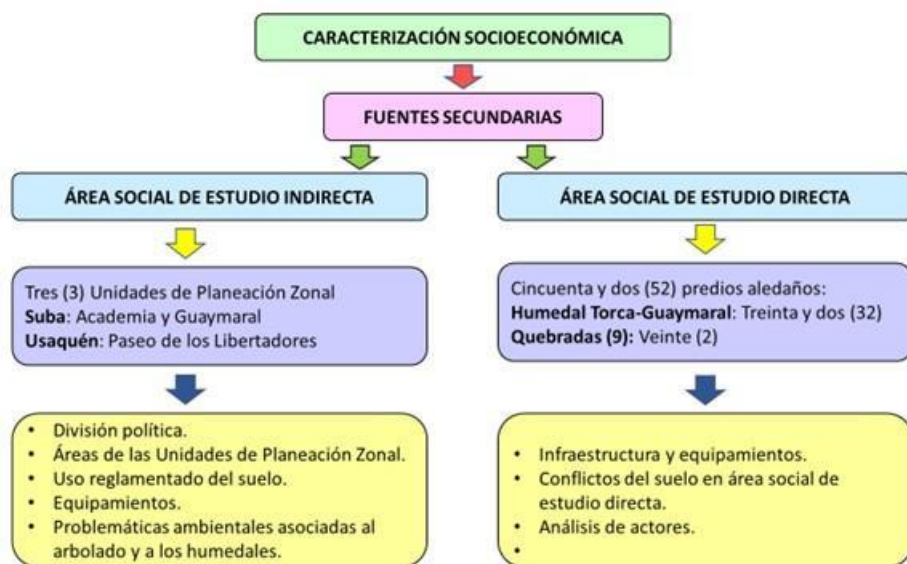 CARACTERIZACIÓN SOCIOECONÓMICA
FUENTES SECUNDARIAS
ÁREA SOCIAL DE ESTUDIO INDIRECTA
Tres (3) Unidades de Planeación Zonal
Suba: Academia y Guaymaral
Usaquén: Paseo de los Libertadores
• División política.
• Áreas de las Unidades de Planeación Zonal.
• Uso reglamentado del suelo.
• Equipamientos.
• Problemáticas ambientales asociadas al
arbolado y a los humedales.
ÁREA SOCIAL DE ESTUDIO DIRECTA
Cincuenta y dos (52) predios aledaños:
Humedal Torca-Guaymaral: Treinta y dos (32)
Quebradas (9): Veinte (2)
• Infraestructura y equipamientos.
• Conflictos del suelo en área social de
estudio directa.
• Análisis de actores.
•